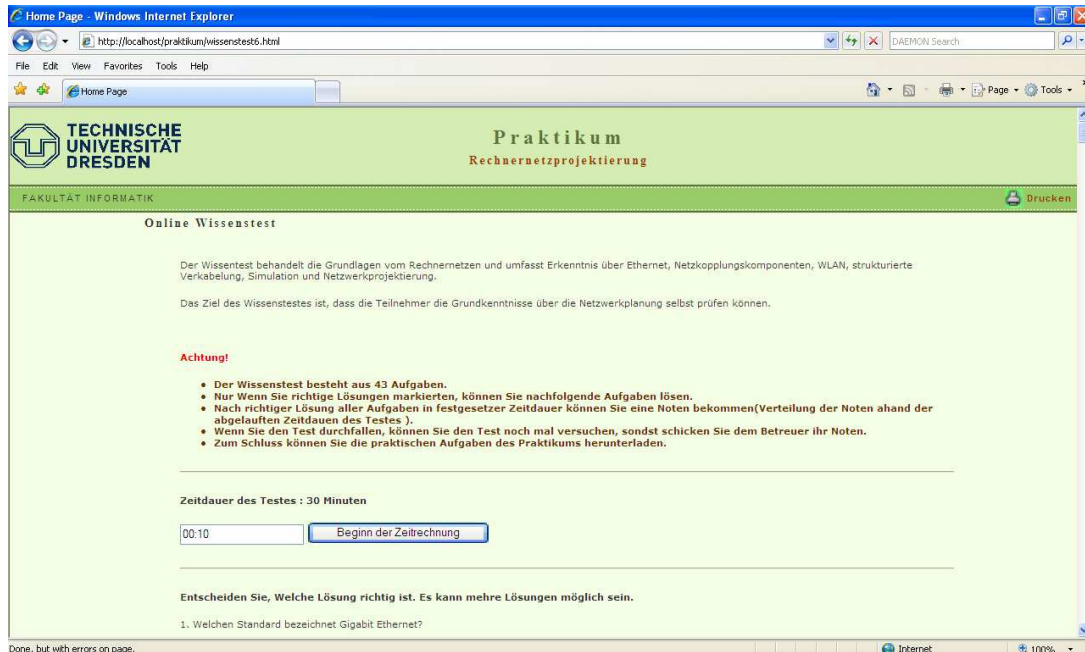 Home Page - Windows Internet Explorer
http://localhost/praktikum/wissenstest6.html
DAEMON Search
File Edit View Favorites Tools Help
Home Page
Page Tools
TECHNISCHE
UNIVERSITÄT
DRESDEN
Praktikum
Rechnernetzprojektierung
FAKULTÄT INFORMATIK
Drucken
Online Wissenstest
Der Wissentest behandelt die Grundlagen vom Rechnernetzen und umfasst Erkenntnis über Ethernet, Netzkopplungskomponenten, WLAN, strukturierte
Verkabelung, Simulation und Netzwerkprojektierung.
Das Ziel des Wissenstestes ist, dass die Teilnehmer die Grundkenntnisse über die Netzwerkplanung selbst prüfen können.
Achtung!
• Der Wissenstest besteht aus 43 Aufgaben.
• Nur Wenn Sie richtige Lösungen markierten, können Sie nachfolgende Aufgaben lösen.
• Nach richtiger Lösung aller Aufgaben in festgesetzer Zeitdauer können Sie eine Noten bekommen(Verteilung der Noten ahand der
abgelauften Zeitdauen des Testes ).
• Wenn Sie den Test durchfallen, können Sie den Test noch mal versuchen, sondst schicken Sie dem Betreuer ihr Noten.
• Zum Schluss können Sie die praktischen Aufgaben des Praktikums herunterladen.
Zeitdauer des Testes : 30 Minuten
00:10 Beginn der Zeitrechnung
Entscheiden Sie, Welche Lösung richtig ist. Es kann mehre Lösungen möglich sein.
1. Welchen Standard bezeichnet Gigabit Ethernet?
Done, but with errors on page.
Internet
100%